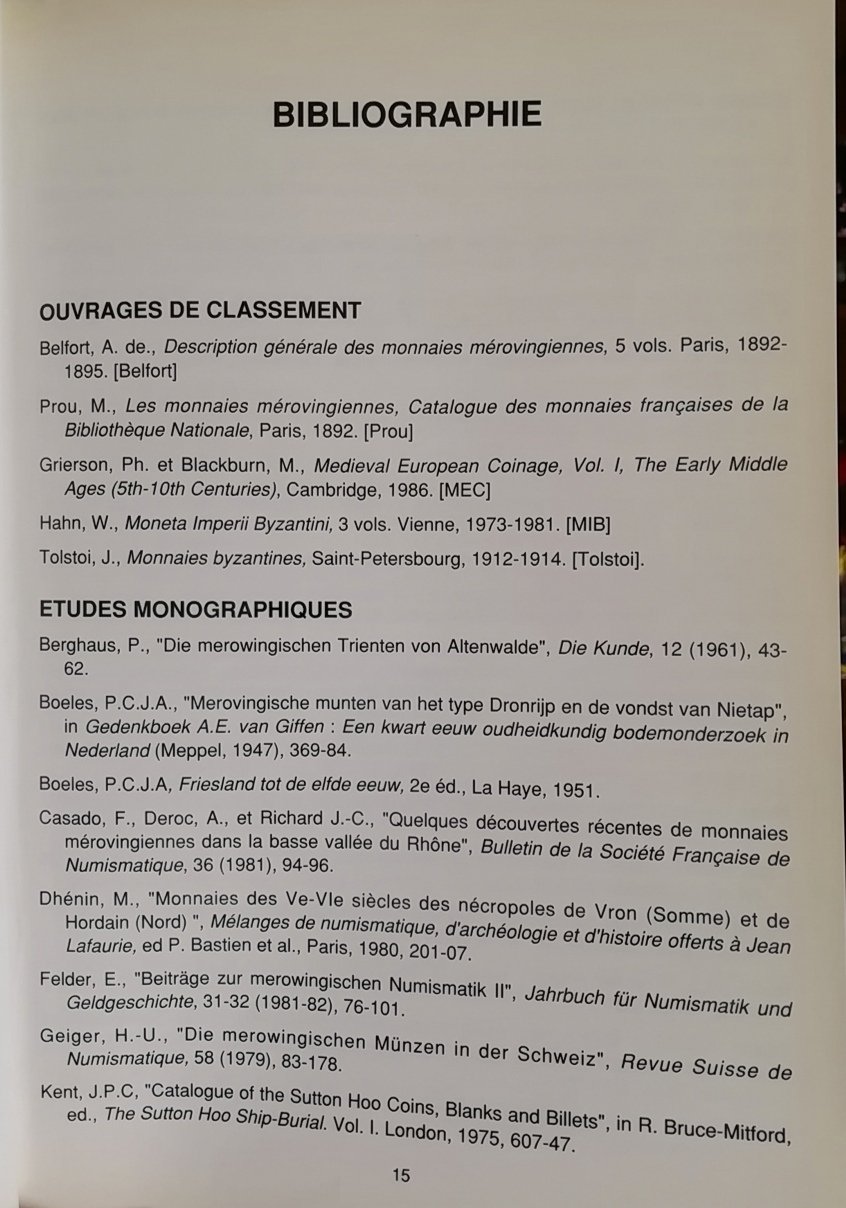 BIBLIOGRAPHIE
OUVRAGES DE CLASSEMENT
Belfort, A. de., Description générale des monnaies mérovingiennes, 5 vols. Paris, 1892-
1895. [Belfort]
Prou, M., Les monnaies mérovingiennes, Catalogue des monnaies françaises de la
Bibliothèque Nationale, Paris, 1892. [Prou]
Grierson, Ph. et Blackburn, M., Medieval European Coinage, Vol. I, The Early Middle
Ages (5th-10th Centuries), Cambridge, 1986. [MEC]
Hahn, W., Moneta Imperii Byzantini, 3 vols. Vienne, 1973-1981. [MIB]
Tolstoi, J., Monnaies byzantines, Saint-Petersbourg, 1912-1914. [Tolstoi].
ETUDES MONOGRAPHIQUES
Berghaus, P., "Die merowingischen Trienten von Altenwalde", Die Kunde, 12 (1961), 43-
62.
Boeles, P.C.J.A., "Merovingische munten van het type Dronrijp en de vondst van Nietap",
in Gedenkboek A.E. van Giffen : Een kwart eeuw oudheidkundig bodemonderzoek in
Nederland (Meppel, 1947), 369-84.
Boeles, P.C.J.A, Friesland tot de elfde eeuw, 2e éd., La Haye, 1951.
Casado, F., Deroc, A., et Richard J.-C., "Quelques découvertes récentes de monnaies
mérovingiennes dans la basse vallée du Rhône", Bulletin de la Société Française de
Numismatique, 36 (1981), 94-96.
Dhénin, M., "Monnaies des Ve-VIe siècles des nécropoles de Vron (Somme) et de
Hordain (Nord) ", Mélanges de numismatique, d'archéologie et d'histoire offerts à Jean
Lafaurie, ed P. Bastien et al., Paris, 1980, 201-07.
Felder, E., "Beiträge zur merowingischen Numismatik II", Jahrbuch für Numismatik und
Geldgeschichte, 31-32 (1981-82), 76-101.
Geiger, H.-U., "Die merowingischen Münzen in der Schweiz", Revue Suisse de
Numismatique, 58 (1979), 83-178.
Kent, J.P.C, "Catalogue of the Sutton Hoo Coins, Blanks and Billets", in R. Bruce-Mitford,
ed., The Sutton Hoo Ship-Burial. Vol. I. London, 1975, 607-47.
15